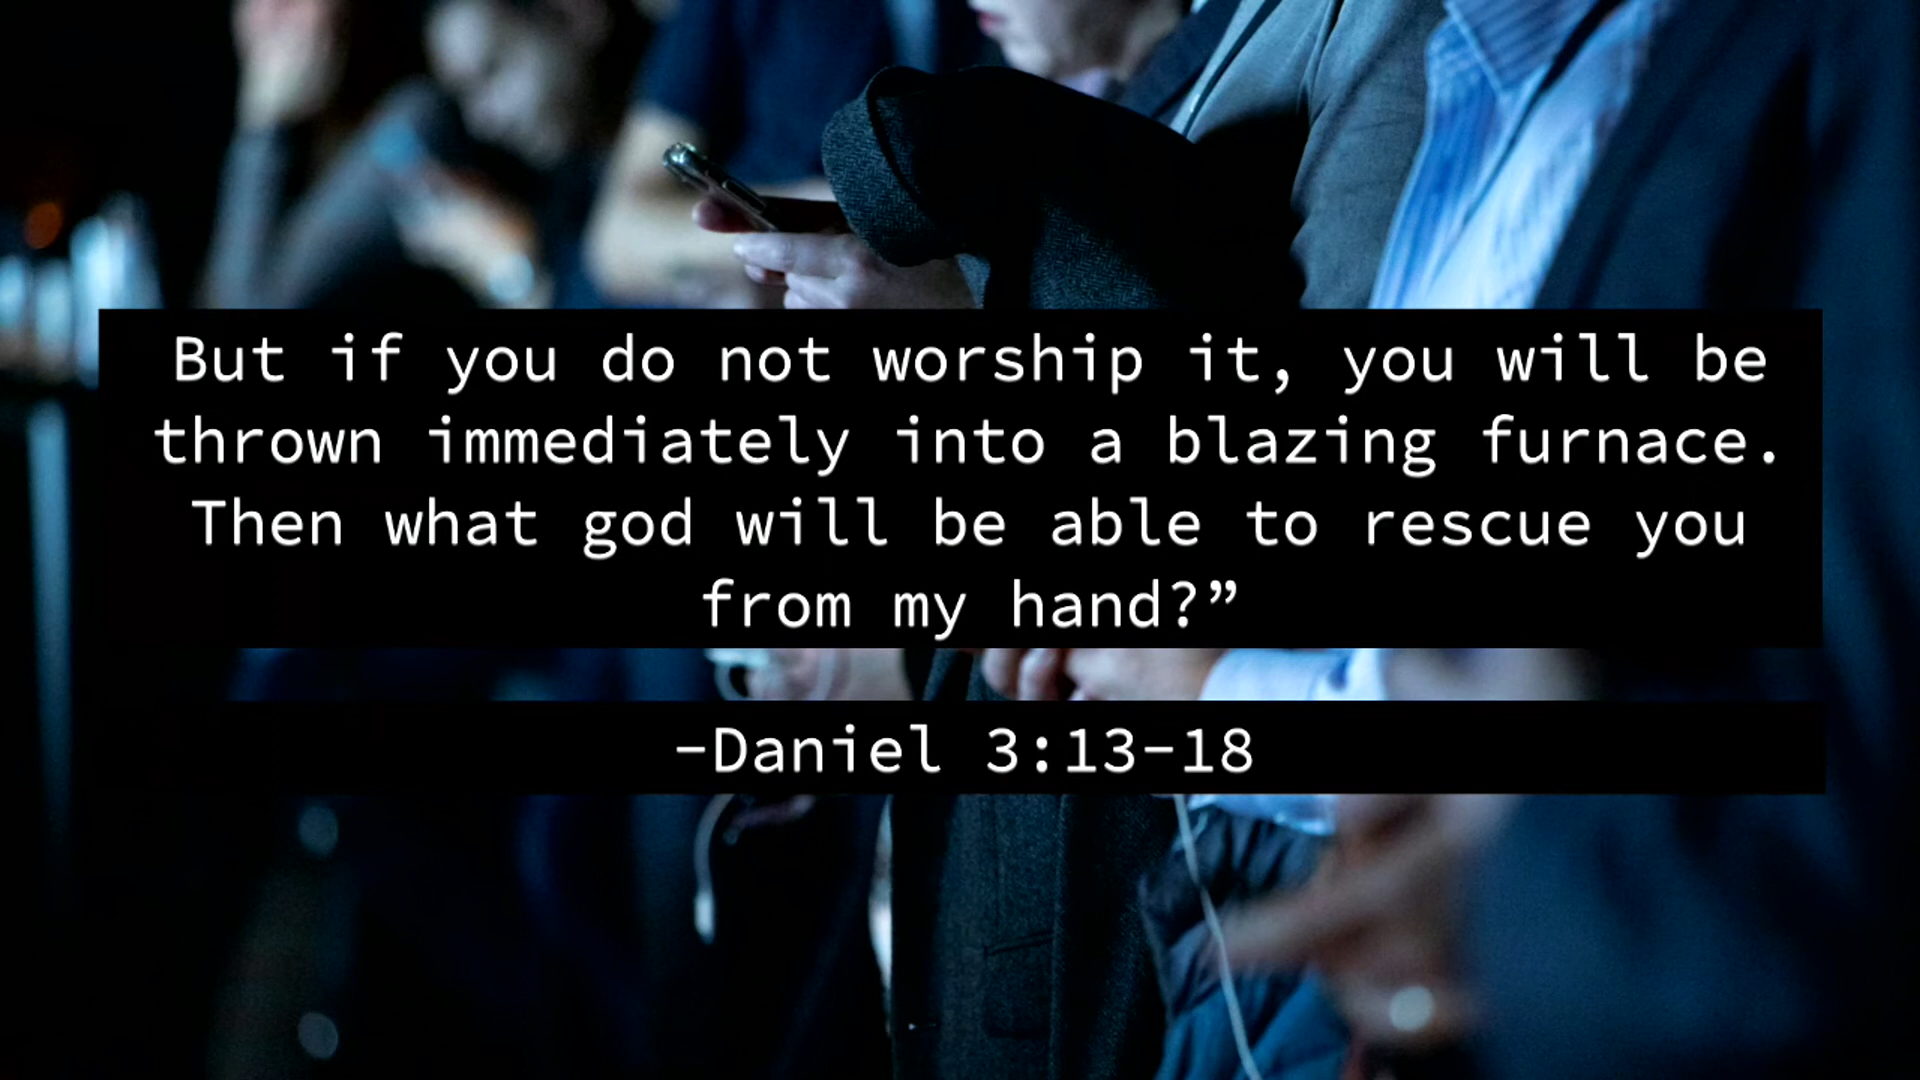 But if you do not worship it, you will be
thrown immediately into a blazing furnace.
Then what god will be able to rescue you
from my hand?”
-Daniel 3:13-18